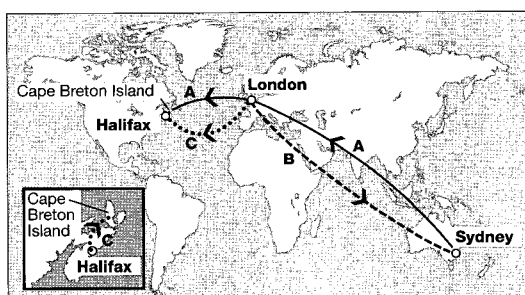 London
A
Cape Breton Island
Halifax
A
C
B
Cape
Breton
Island
C
Halifax
Sydney